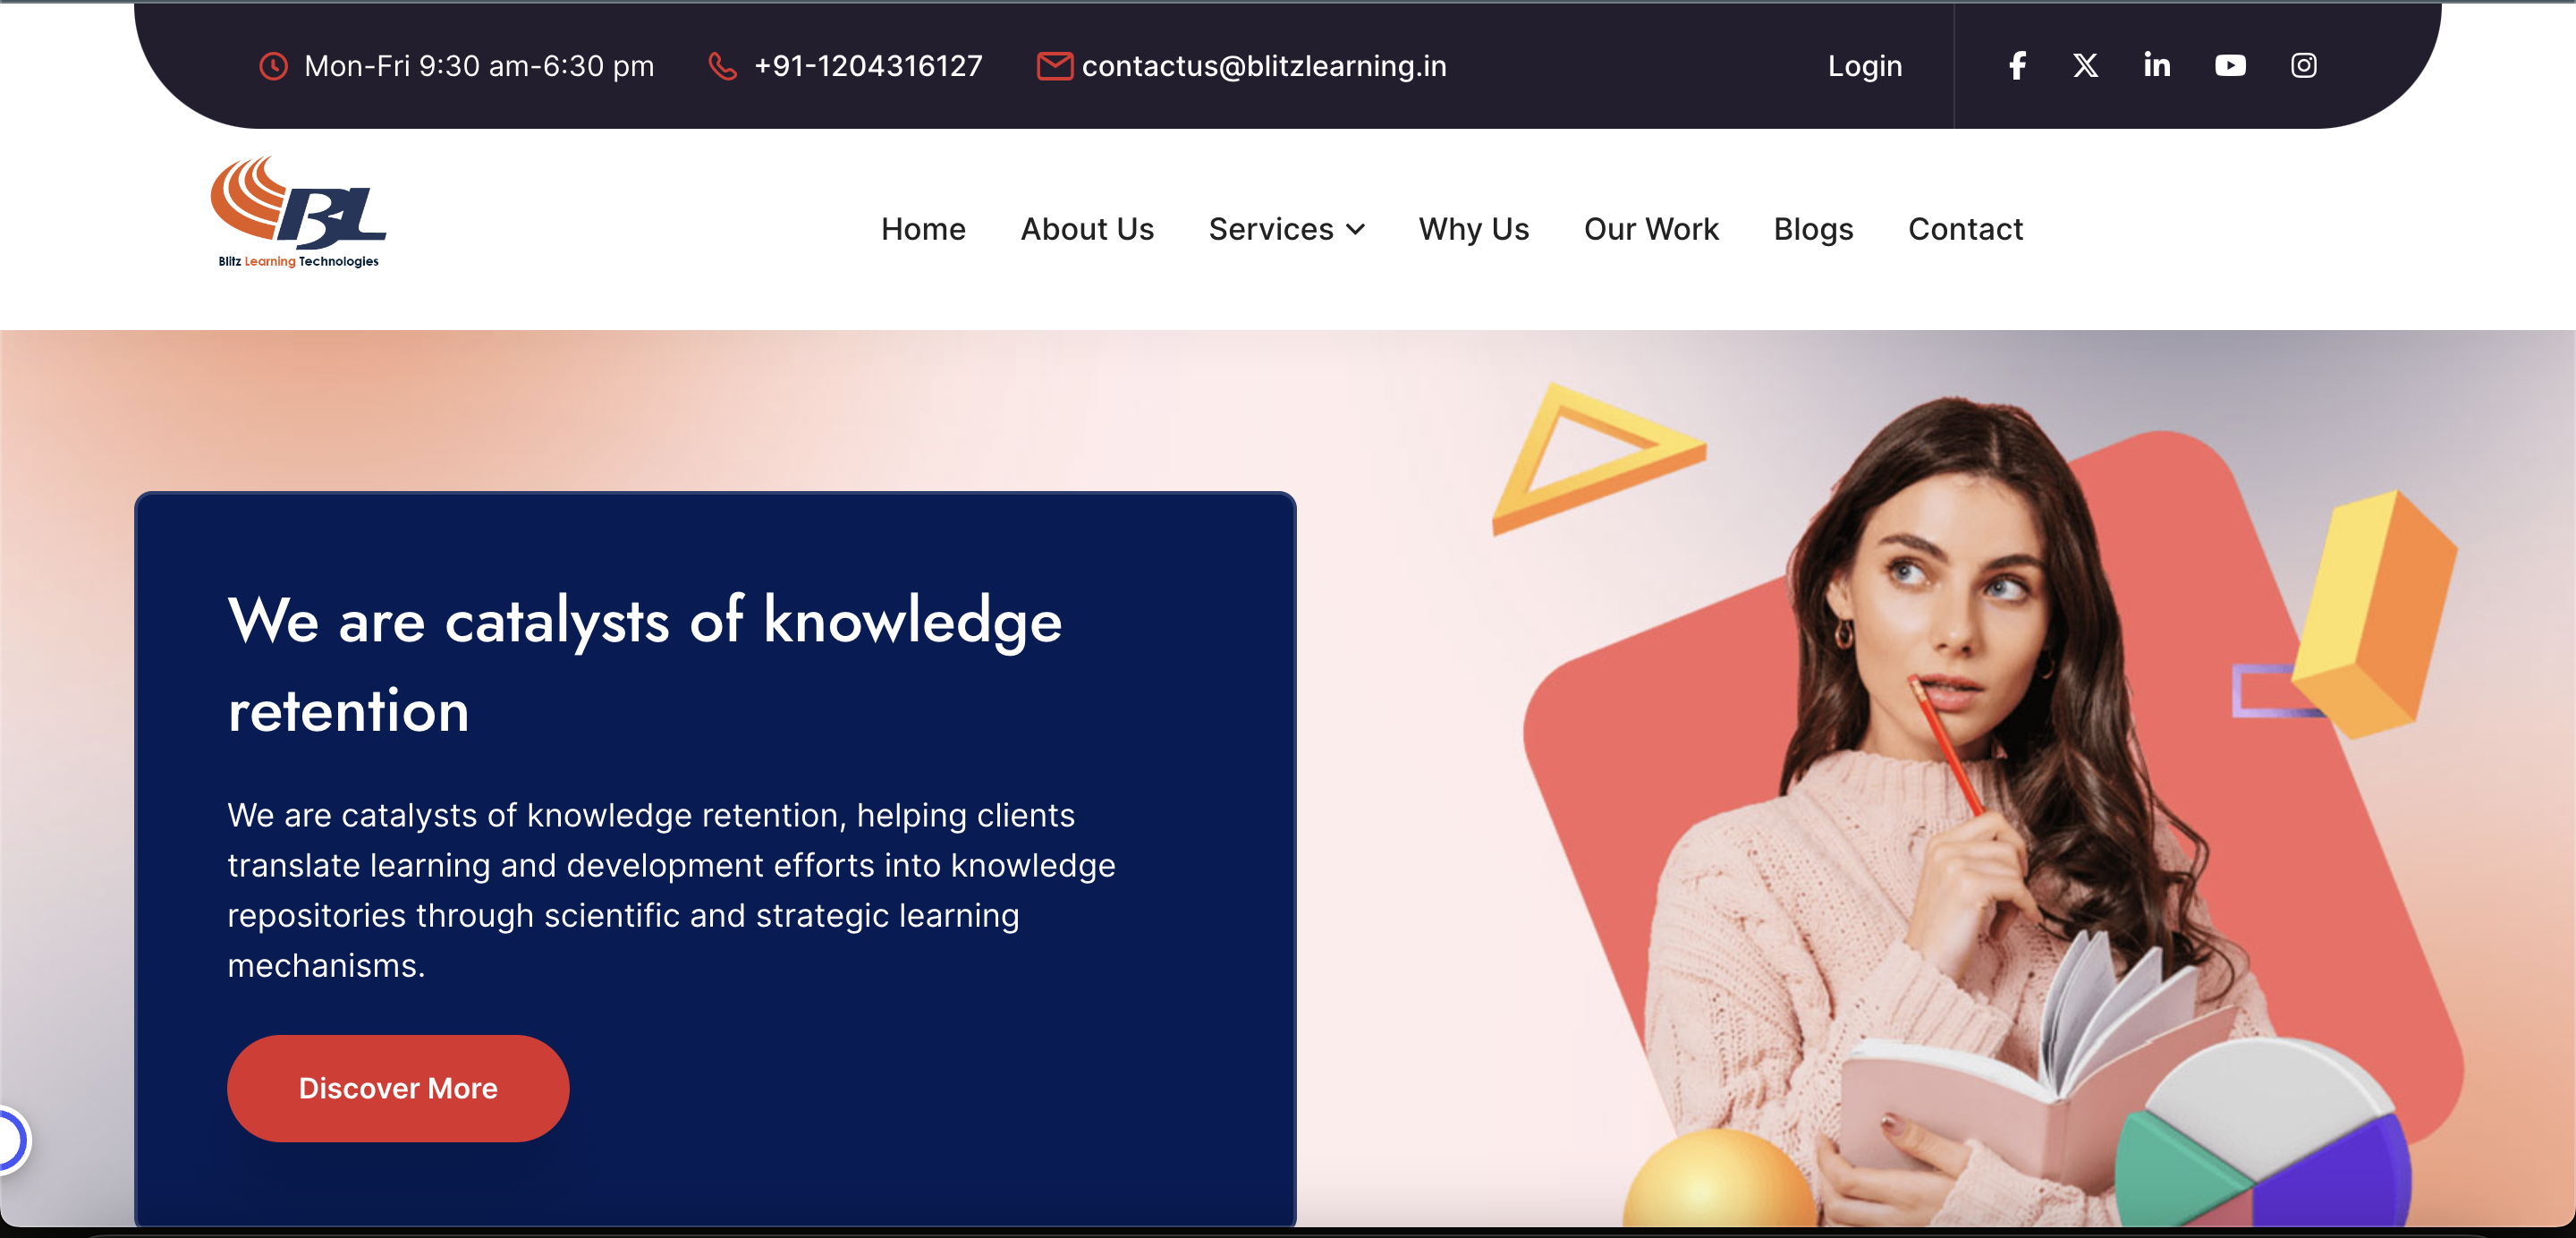 Mon-Fri 9:30 am-6:30 pm
+91-1204316127
contactus@blitzlearning.in
Login
BL
Blitz Learning Technologies
Home
About Us
Services
Why Us
Our Work
Blogs
Contact
We are catalysts of knowledge
retention
We are catalysts of knowledge retention, helping clients
translate learning and development efforts into knowledge
repositories through scientific and strategic learning
mechanisms.
Discover More